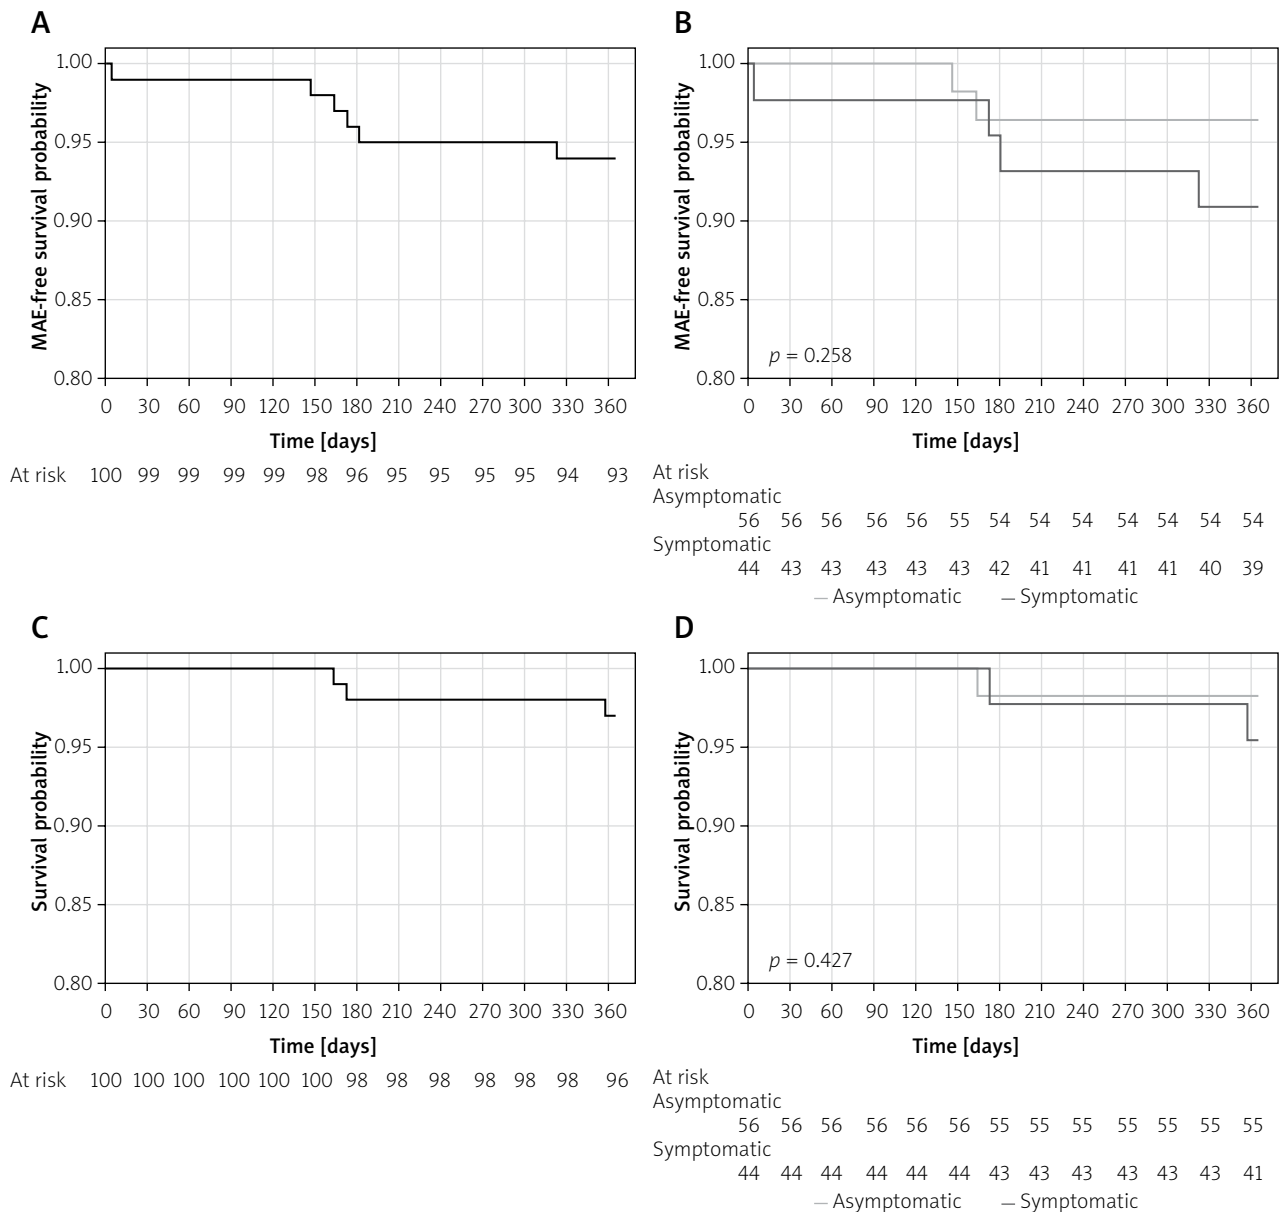 A
MAE-free survival probability
1.00
0.95
0.90
0.85
0.80
0 30 60 90 120 150 180 210 240 270 300 330 360
Time [days]
At risk 100 99 99 99 99 98 96 95 95 95 95 94 93
B
MAE-free survival probability
1.00
0.95
0.90
0.85
0.80
p = 0.258
0 30 60 90 120 150 180 210 240 270 300 330 360
Time [days]
At risk
Asymptomatic
56 56 56 56 56 55 54 54 54 54 54 54 54
Symptomatic
44 43 43 43 43 43 42 41 41 41 41 40 39
Asymptomatic Symptomatic
C
Survival probability
1.00
0.95
0.90
0.85
0.80
0 30 60 90 120 150 180 210 240 270 300 330 360
Time [days]
At risk 100 100 100 100 100 100 98 98 98 98 98 98 96
D
Survival probability
1.00
0.95
0.90
0.85
0.80
p = 0.427
0 30 60 90 120 150 180 210 240 270 300 330 360
Time [days]
At risk
Asymptomatic
56 56 56 56 56 56 55 55 55 55 55 55 55
Symptomatic
44 44 44 44 44 44 43 43 43 43 43 43 41
Asymptomatic Symptomatic